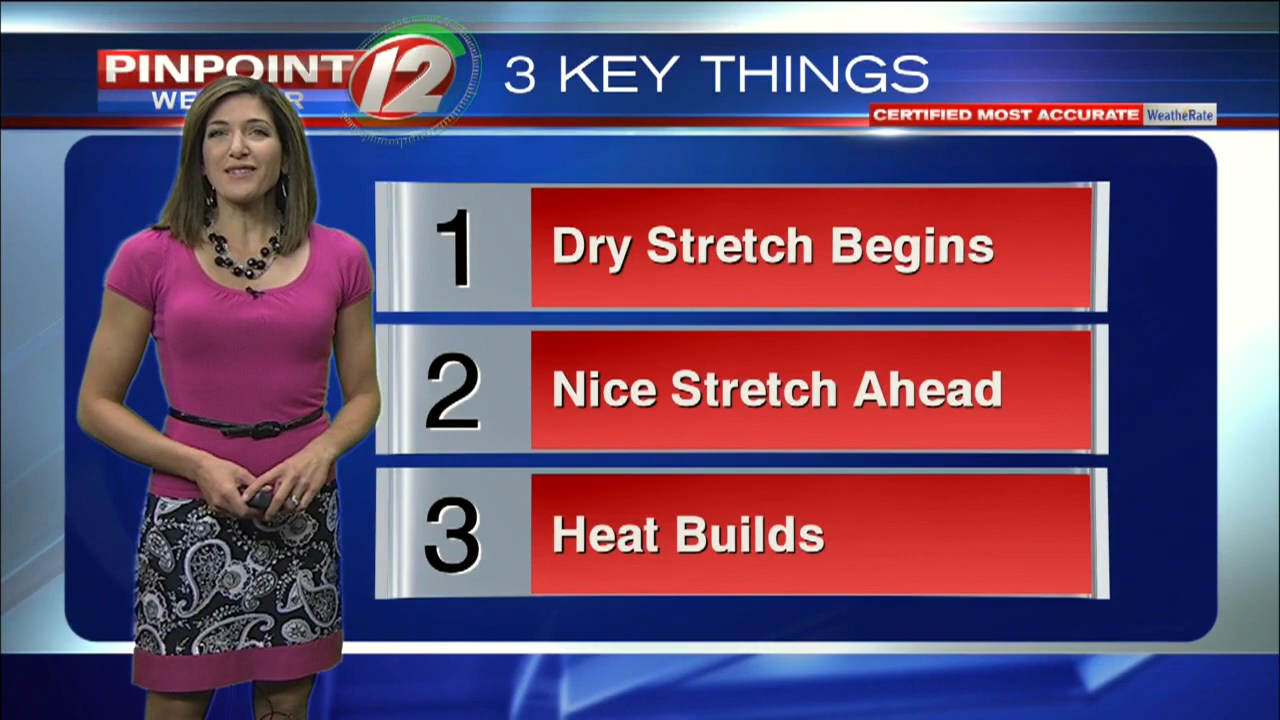 PINPOINT 12
3 KEY THINGS
CERTIFIED MOST ACCURATE WeatheRate
1 Dry Stretch Begins
2 Nice Stretch Ahead
3 Heat Builds